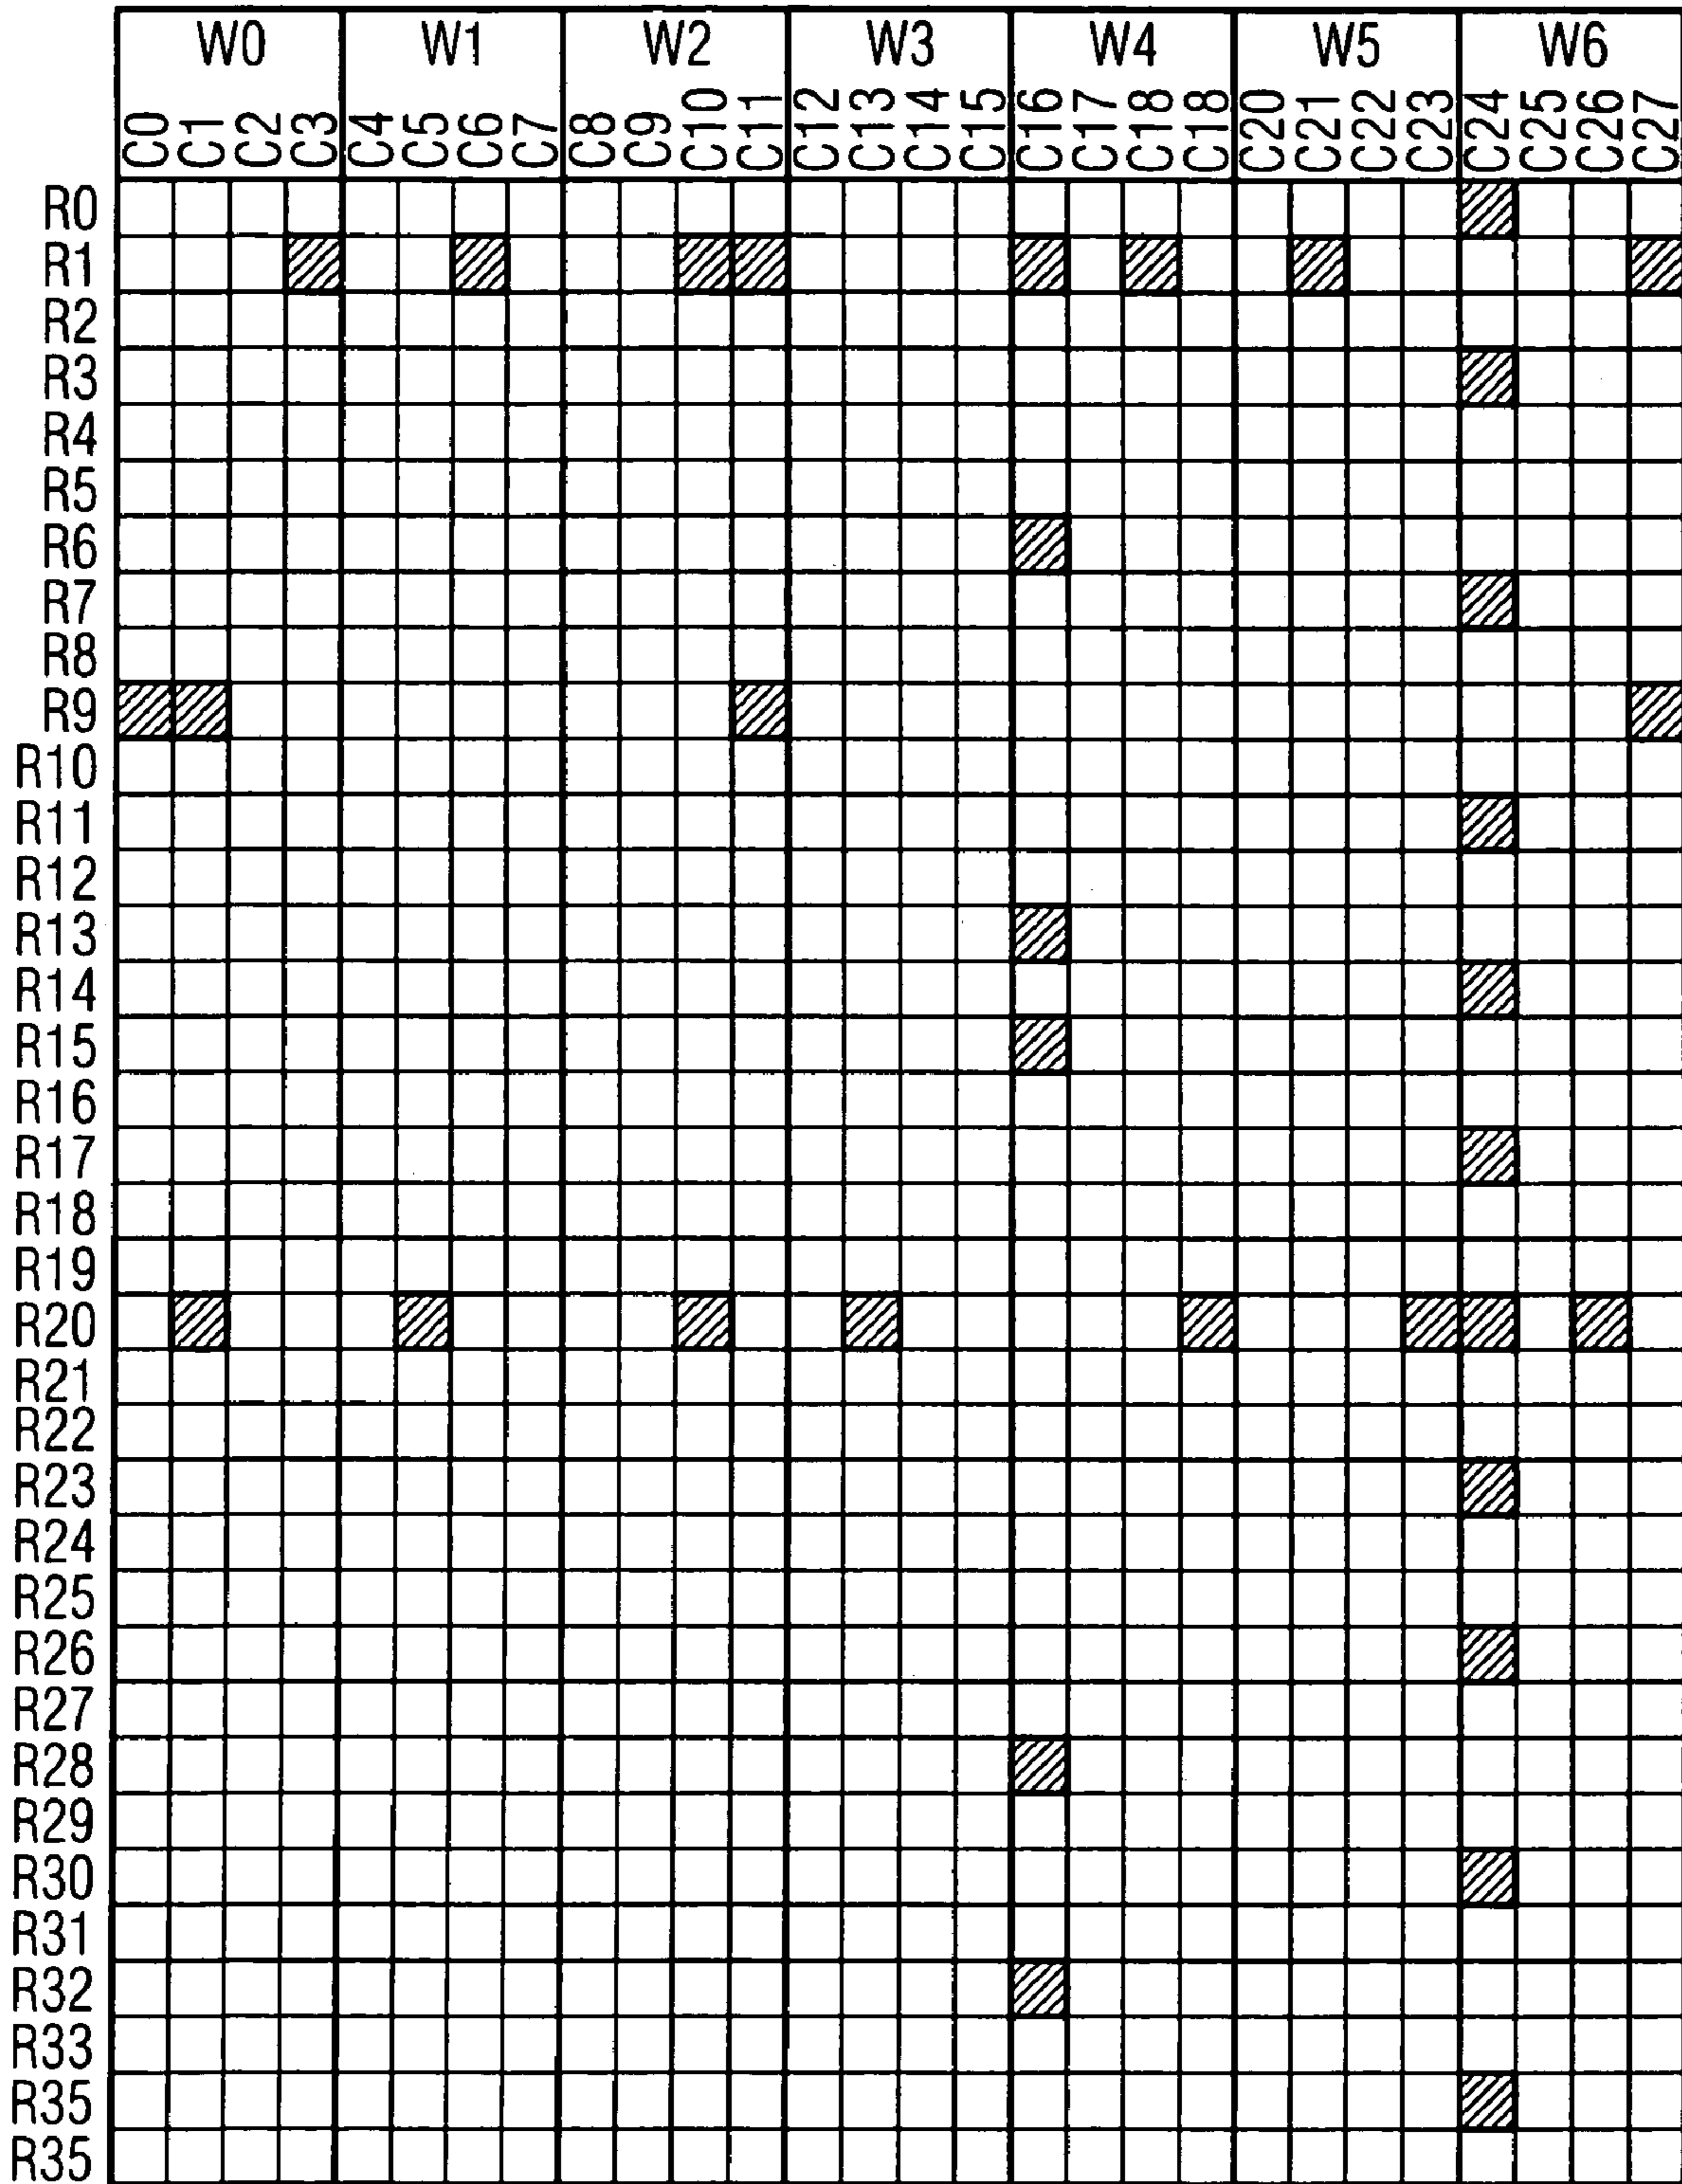 W0 W1 W2 W3 W4 W5 W6
C0 C1 C2 C3 C4 C5 C6 C7 C8 C9 C10 C11 C12 C13 C14 C15 C16 C17 C18 C18 C20 C21 C22 C23 C24 C25 C26 C27
R0
R1
R2
R3
R4
R5
R6
R7
R8
R9
R10
R11
R12
R13
R14
R15
R16
R17
R18
R19
R20
R21
R22
R23
R24
R25
R26
R27
R28
R29
R30
R31
R32
R33
R35
R35